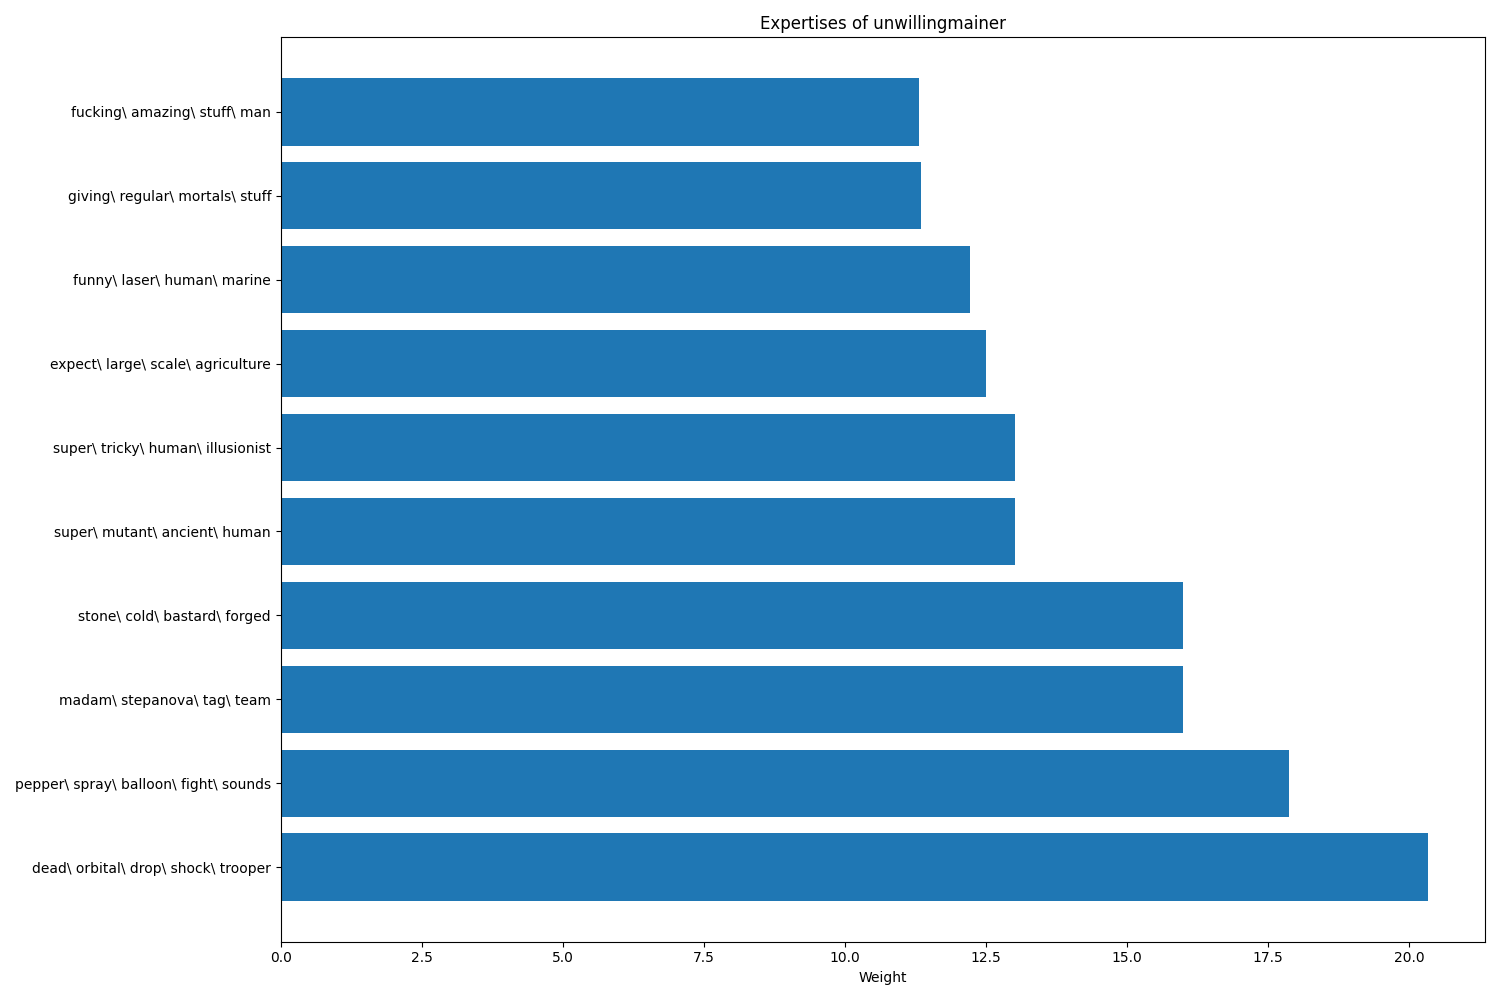 Expertises of unwillingmainer
fucking\ amazing\ stuff\ man
giving\ regular\ mortals\ stuff
funny\ laser\ human\ marine
expect\ large\ scale\ agriculture
super\ tricky\ human\ illusionist
super\ mutant\ ancient\ human
stone\ cold\ bastard\ forged
madam\ stepanova\ tag\ team
pepper\ spray\ balloon\ fight\ sounds
dead\ orbital\ drop\ shock\ trooper
0.0 2.5 5.0 7.5 10.0 12.5 15.0 17.5 20.0
Weight